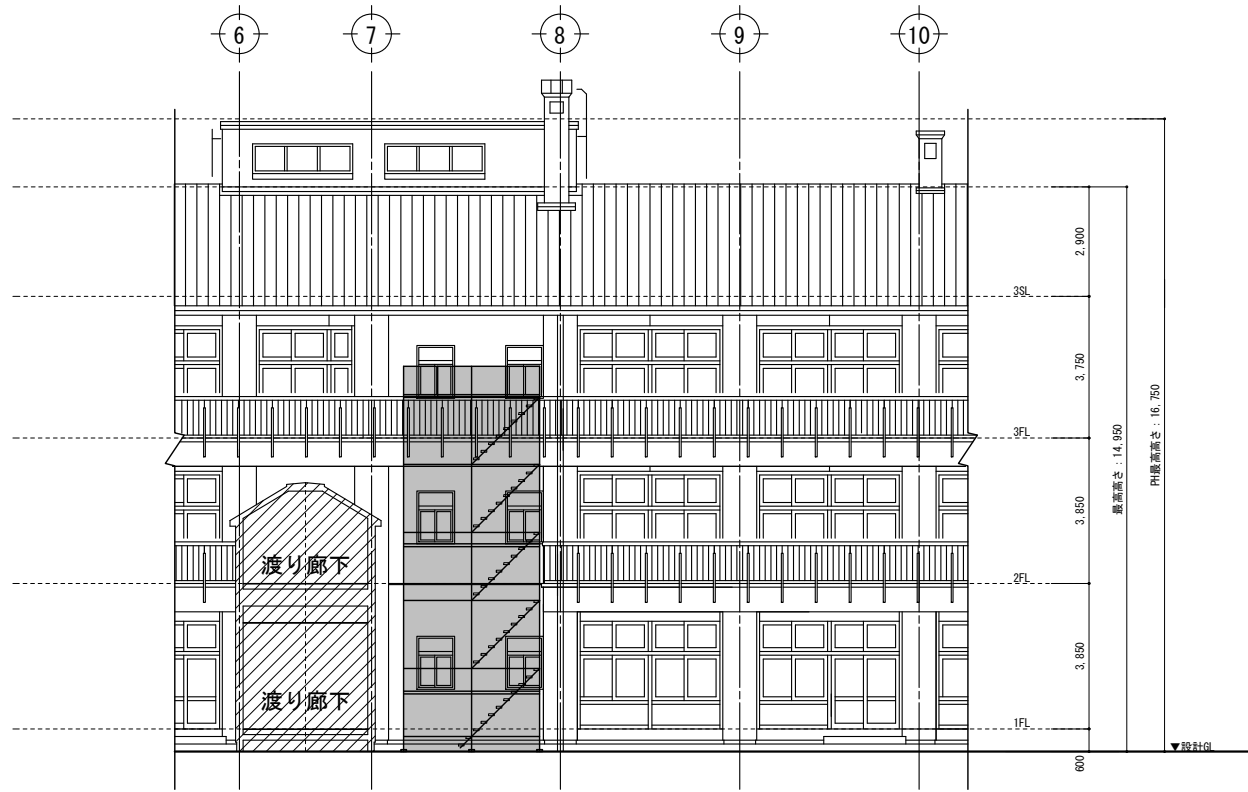 6 7 8 9 10
2,900
3SL
3,750
最高高さ：14,950
PH最高高さ：16,750
3FL
3,850
渡り廊下
2FL
3,850
渡り廊下
1FL
▼設計GL
600